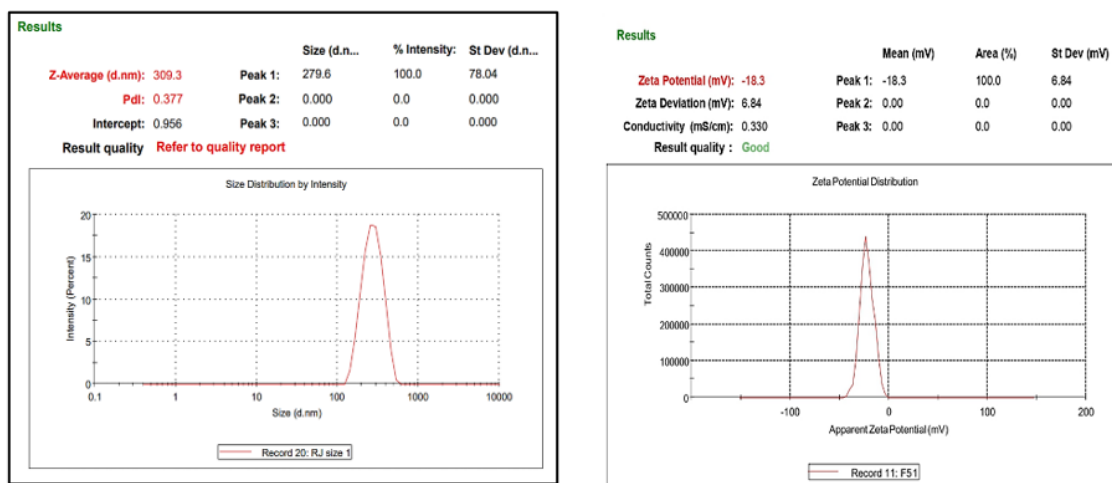 Results
Size (d.n... % Intensity: St Dev (d.n...
Z-Average (d.nm): 309.3 Peak 1: 279.6 100.0 78.04
PdI: 0.377 Peak 2: 0.000 0.0 0.000
Intercept: 0.956 Peak 3: 0.000 0.0 0.000
Result quality Refer to quality report
Size Distribution by Intensity
Intensity (Percent)
20
15
10
5
0
0.1 1 10 100 1000 10000
Size (d.nm)
Record 20: RJ size 1
Results
Mean (mV) Area (%) St Dev (mV)
Zeta Potential (mV): -18.3 Peak 1: -18.3 100.0 6.84
Zeta Deviation (mV): 6.84 Peak 2: 0.00 0.0 0.00
Conductivity (mS/cm): 0.330 Peak 3: 0.00 0.0 0.00
Result quality : Good
Zeta Potential Distribution
Total Counts
500000
400000
300000
200000
100000
0
-100 0 100 200
Apparent Zeta Potential (mV)
Record 11: F51